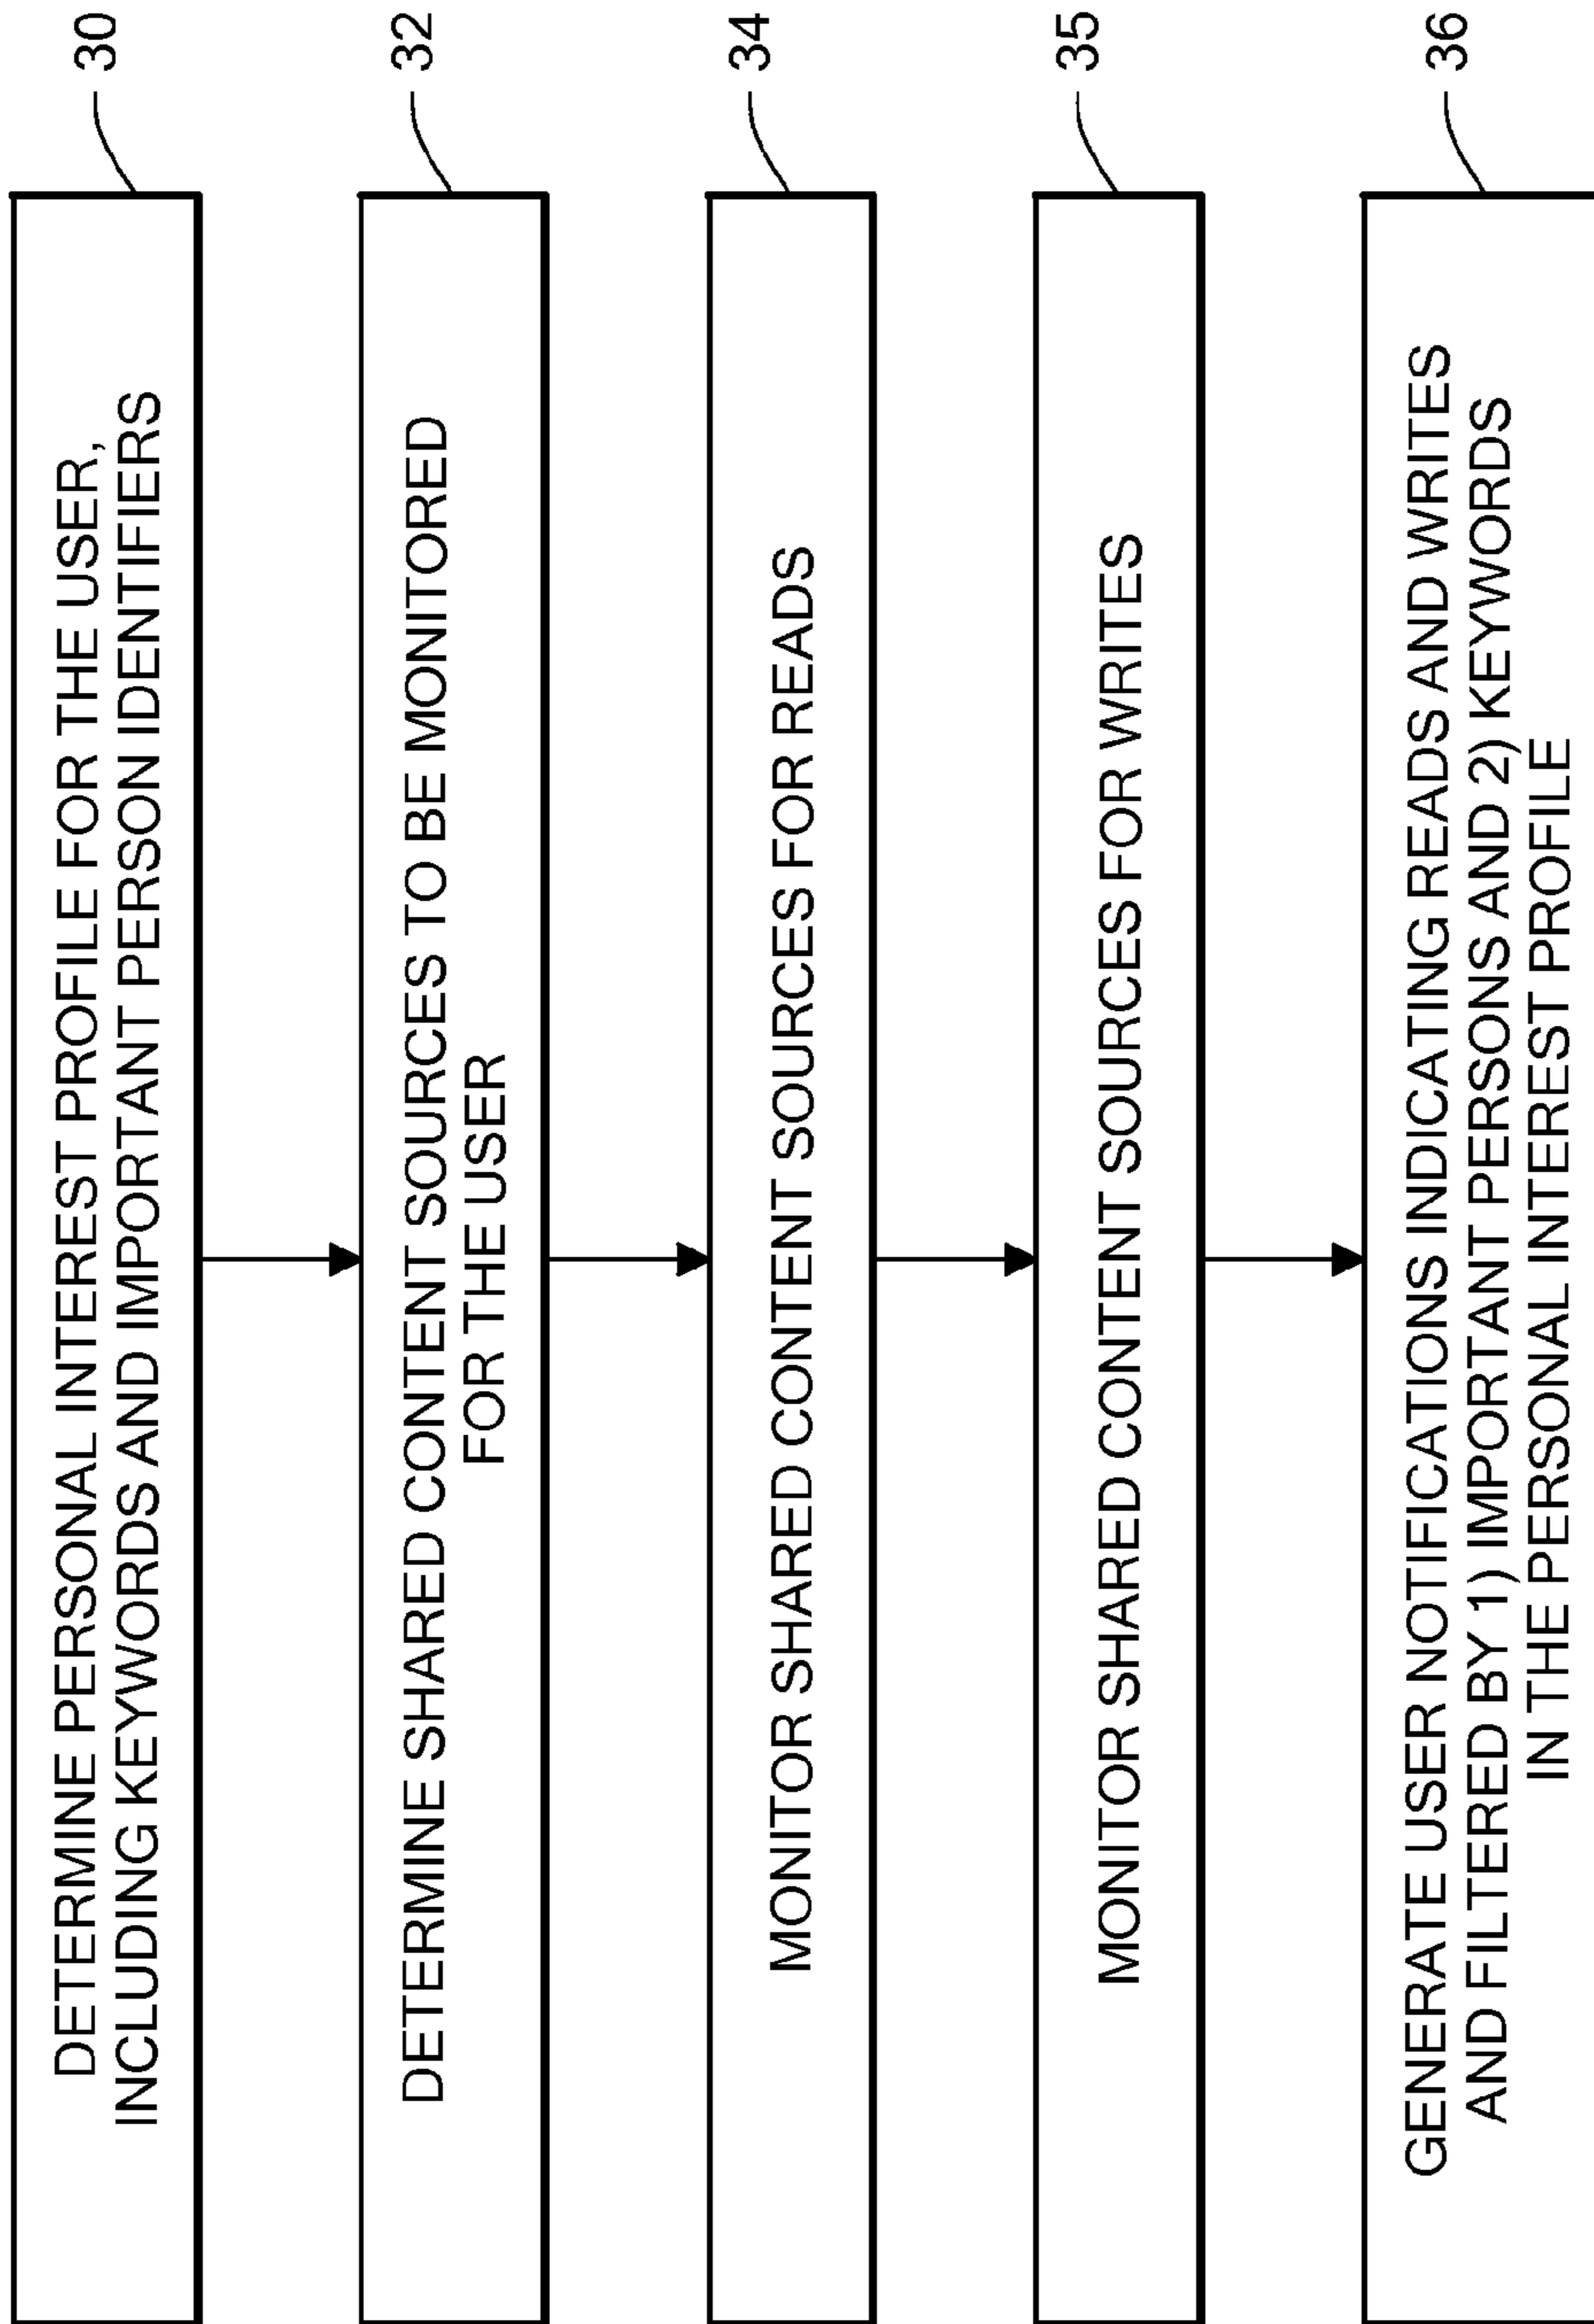 DETERMINE PERSONAL INTEREST PROFILE FOR THE USER,
INCLUDING KEYWORDS AND IMPORTANT PERSON IDENTIFIERS
30
DETERMINE SHARED CONTENT SOURCES TO BE MONITORED
FOR THE USER
32
MONITOR SHARED CONTENT SOURCES FOR READS
34
MONITOR SHARED CONTENT SOURCES FOR WRITES
35
GENERATE USER NOTIFICATIONS INDICATING READS AND WRITES
AND FILTERED BY 1) IMPORTANT PERSONS AND 2) KEYWORDS
IN THE PERSONAL INTEREST PROFILE
36